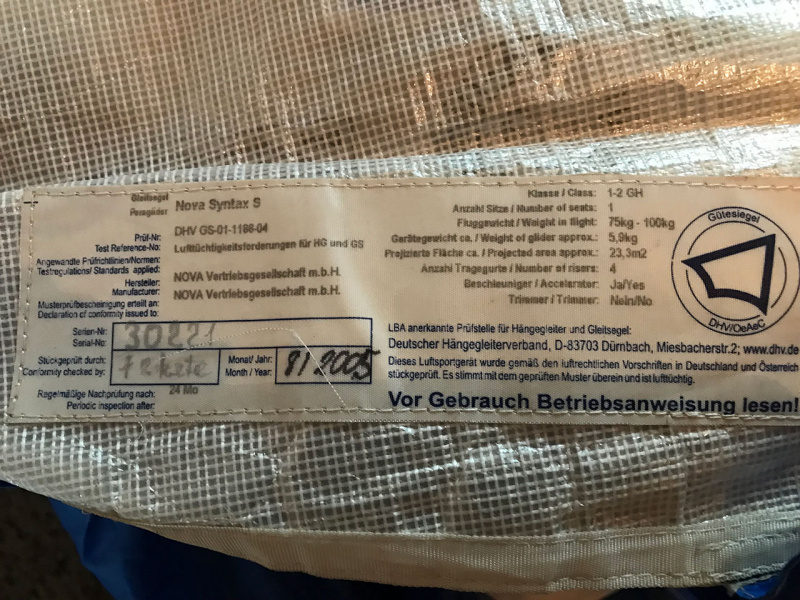 Gleitsegel
Paraglider Nova Syntax S
Prüf-Nr:
Test Reference-No: DHV GS-01-1186-04
Angewandte Prüfrichtlinien/Normen:
Testregulations/ Standards applied: Lufttüchtigkeitsforderungen für HG und GS
Hersteller:
Manufacturer: NOVA Vertriebsgesellschaft m.b.H.
Musterprüfbescheinigung erteilt an:
Declaration of conformity issued to: NOVA Vertriebsgesellschaft m.b.H.
Serien-Nr:
Serial-No: 30221
Stückgeprüft durch:
Conformity checked by:
Monat/ Jahr:
Month / Year: 8/2005
Regelmäßige Nachprüfung nach:
Periodic inspection after: 24 Mo
Klasse / Class: 1-2 GH
Anzahl Sitze / Number of seats: 1
Fluggewicht / Weight in flight: 75kg - 100kg
Gerätegewicht ca. / Weight of glider approx.: 5,9kg
Projizierte Fläche ca. / Projected area approx.: 23,3m2
Anzahl Tragegurte / Number of risers: 4
Beschleuniger / Accelerator: Ja/Yes
Trimmer / Trimmer: Nein/No
Gütesiegel
DHV/OeAeC
LBA anerkannte Prüfstelle für Hängegleiter und Gleitsegel:
Deutscher Hängegleiterverband, D-83703 Dürnbach, Miesbacherstr.2; www.dhv.de
Dieses Luftsportgerät wurde gemäß den luftrechtlichen Vorschriften in Deutschland und Österreich
stückgeprüft. Es stimmt mit dem geprüften Muster überein und ist lufttüchtig.
Vor Gebrauch Betriebsanweisung lesen!